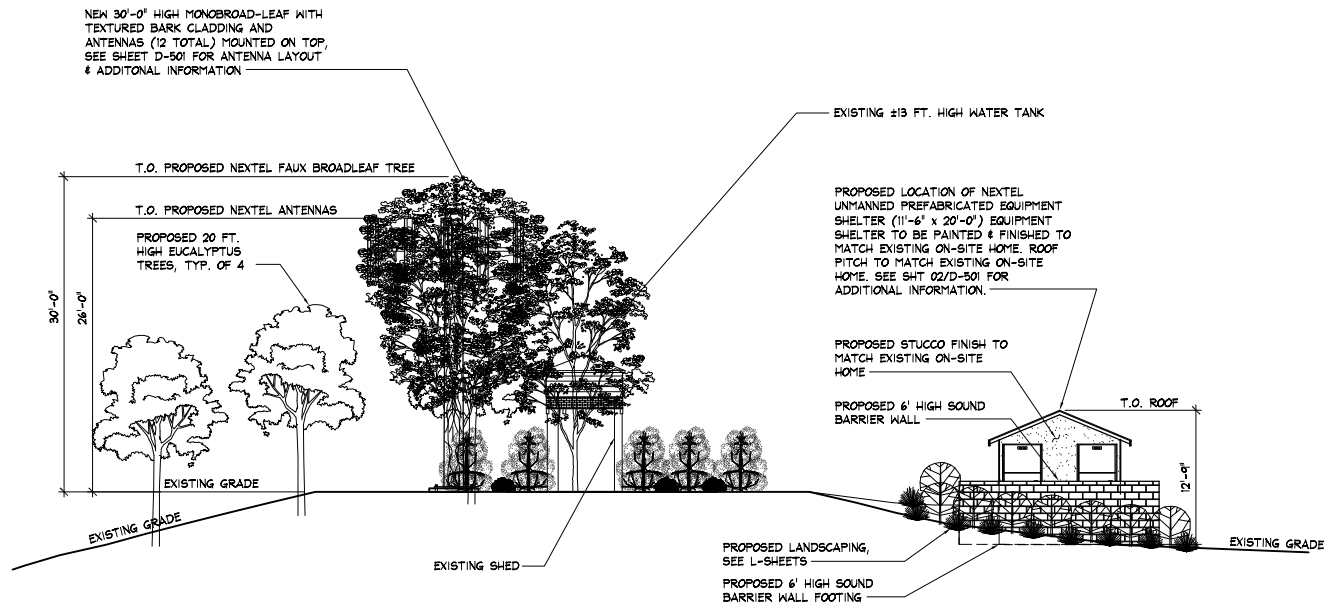 NEW 30'-0" HIGH MONOBROAD-LEAF WITH
TEXTURED BARK CLADDING AND
ANTENNAS (12 TOTAL) MOUNTED ON TOP,
SEE SHEET D-501 FOR ANTENNA LAYOUT
& ADDITONAL INFORMATION
EXISTING ±13 FT. HIGH WATER TANK
T.O. PROPOSED NEXTEL FAUX BROADLEAF TREE
T.O. PROPOSED NEXTEL ANTENNAS
PROPOSED 20 FT.
HIGH EUCALYPTUS
TREES, TYP. OF 4
30'-0"
26'-0"
PROPOSED LOCATION OF NEXTEL
UNMANNED PREFABRICATED EQUIPMENT
SHELTER (11'-6" x 20'-0") EQUIPMENT
SHELTER TO BE PAINTED & FINISHED TO
MATCH EXISTING ON-SITE HOME. ROOF
PITCH TO MATCH EXISTING ON-SITE
HOME. SEE SHT 02/D-501 FOR
ADDITIONAL INFORMATION.
PROPOSED STUCCO FINISH TO
MATCH EXISTING ON-SITE
HOME
PROPOSED 6' HIGH SOUND
BARRIER WALL
T.O. ROOF
12'-9"
EXISTING GRADE
EXISTING GRADE
EXISTING GRADE
EXISTING SHED
PROPOSED LANDSCAPING,
SEE L-SHEETS
PROPOSED 6' HIGH SOUND
BARRIER WALL FOOTING